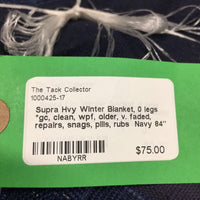 The Tack Collector
1000425-17
Supra Hvy Winter Blanket, 0 legs
*gc, clean, wpf, older, v. faded,
repairs, snags, pills, rubs Navy 84"
NABYRR
$75.00